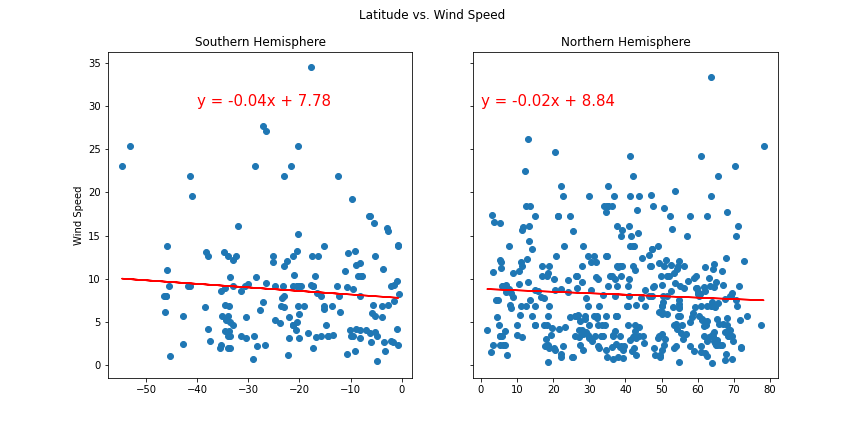 Latitude vs. Wind Speed
Southern Hemisphere
Northern Hemisphere
35
30
25
20
15
10
5
0
Wind Speed
y = -0.04x + 7.78
y = -0.02x + 8.84
−50 −40 −30 −20 −10 0
0 10 20 30 40 50 60 70 80